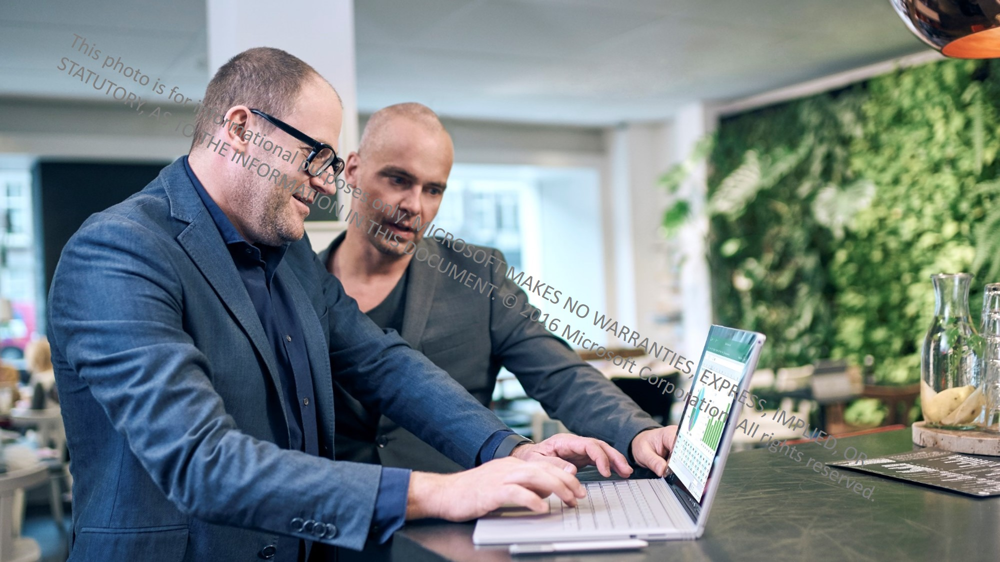 This photo is for informational purposes only. MICROSOFT MAKES NO WARRANTIES, EXPRESS, IMPLIED, OR
STATUTORY, AS TO THE INFORMATION IN THIS DOCUMENT. © 2016 Microsoft Corporation. All rights reserved.